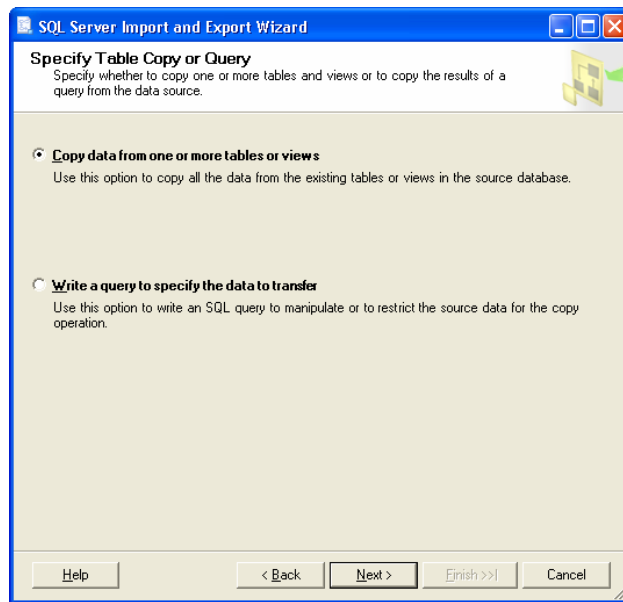 SQL Server Import and Export Wizard
Specify Table Copy or Query
Specify whether to copy one or more tables and views or to copy the results of a
query from the data source.
Copy data from one or more tables or views
Use this option to copy all the data from the existing tables or views in the source database.
Write a query to specify the data to transfer
Use this option to write an SQL query to manipulate or to restrict the source data for the copy
operation.
Help < Back Next > Finish >>| Cancel